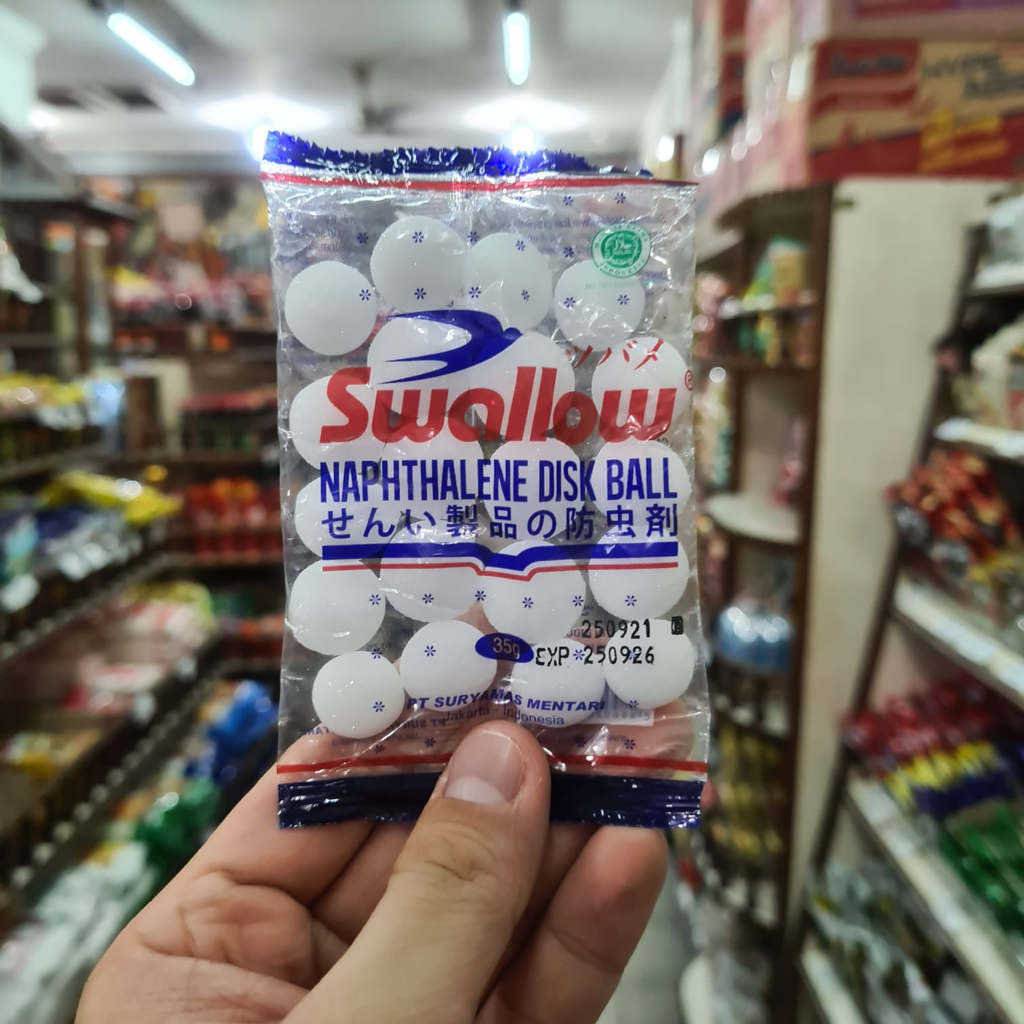 ツバメ
Swallow®
NAPHTHALENE DISK BALL
せんい製品の防虫剤
250921
35g EXP 250926
PT SURYAMAS MENTARI
Jakarta - Indonesia